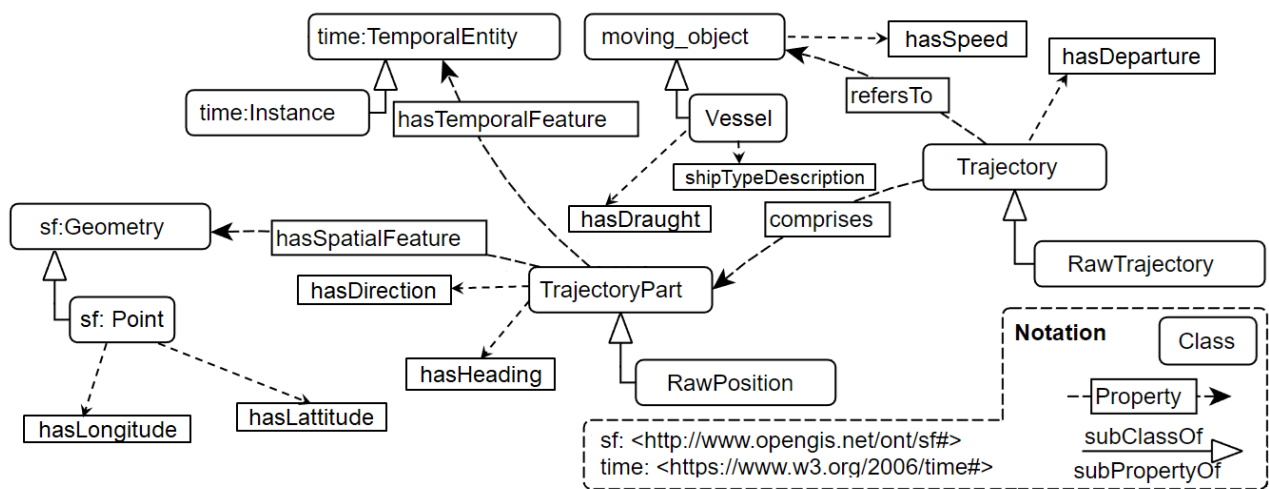 time:TemporalEntity
moving_object
hasSpeed
hasDeparture
time:Instance
hasTemporalFeature
Vessel
refersTo
shipTypeDescription
Trajectory
hasDraught
comprises
sf:Geometry
hasSpatialFeature
RawTrajectory
hasDirection
TrajectoryPart
sf: Point
hasHeading
RawPosition
hasLongitude
hasLattitude
Notation
Class
Property
subClassOf
subPropertyOf
sf: <http://www.opengis.net/ont/sf#>
time: <https://www.w3.org/2006/time#>